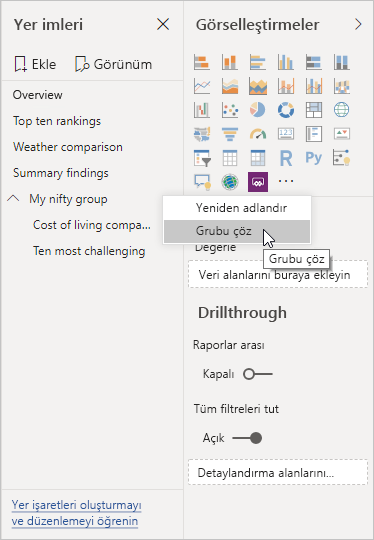 Yer imleri
Ekle
Görünüm
Overview
Top ten rankings
Weather comparison
Summary findings
My nifty group
Cost of living compa...
Ten most challenging
Yer işaretleri oluşturmayı
ve düzenlemeyi öğrenin
Görselleştirmeler
123
R
Py
Yeniden adlandır
Grubu çöz
Değerle
Grubu çöz
Veri alanlarını buraya ekleyin
Drillthrough
Raporlar arası
Kapalı
Tüm filtreleri tut
Açık
Detaylandırma alanlarını...